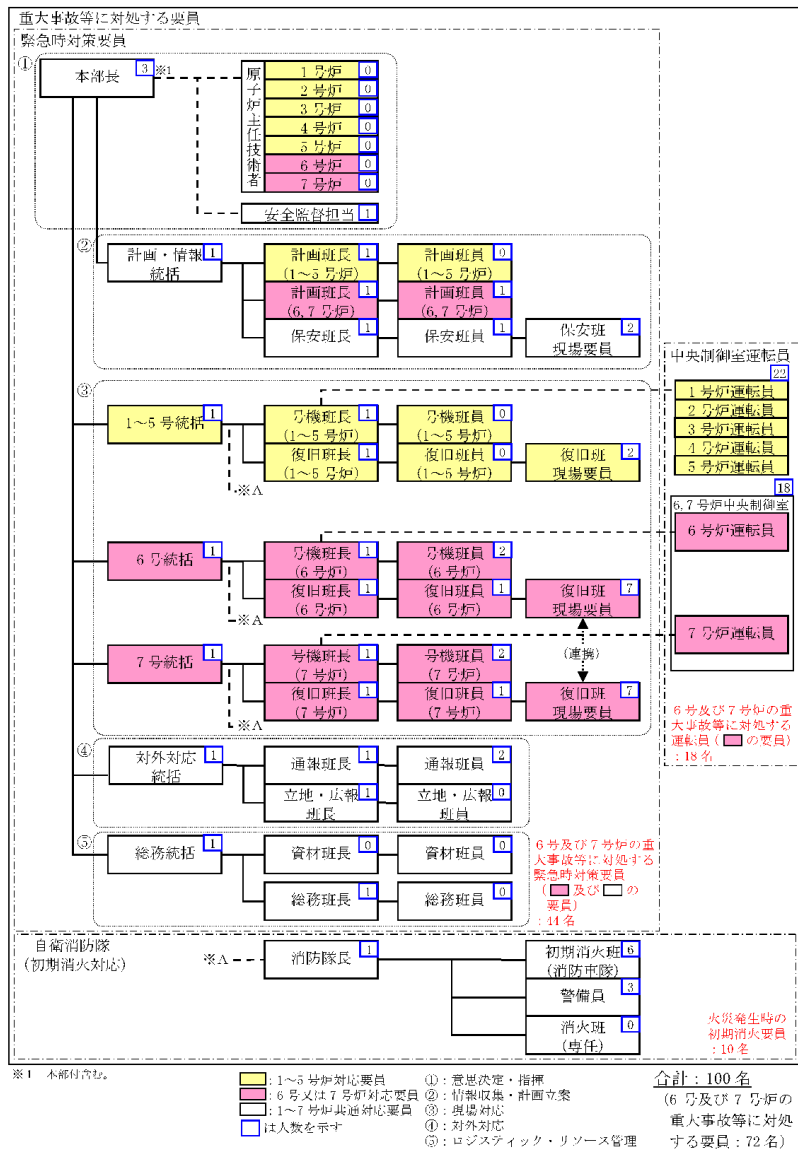 重大事故等に対処する要員
緊急時対策要員
①
本部長 3 ※1
原子炉主任技術者
1号炉 0
2号炉 0
3号炉 0
4号炉 0
5号炉 0
6号炉 0
7号炉 0
安全監督担当 1
②
計画・情報 1
統括
計画班長 1
(1～5号炉)
計画班員 0
(1～5号炉)
計画班長 1
(6,7号炉)
計画班員 1
(6,7号炉)
保安班長 1
保安班員 1
保安班 2
現場要員
中央制御室運転員
22
1号炉運転員
2号炉運転員
3号炉運転員
4号炉運転員
5号炉運転員
18
6,7号炉中央制御室
6号炉運転員
7号炉運転員
6号及び7号炉の重
大事故等に対処する
運転員(の要員)
：18名
③
1～5号統括 1
号機班長 1
(1～5号炉)
号機班員 0
(1～5号炉)
復旧班長 1
(1～5号炉)
復旧班員 0
(1～5号炉)
復旧班 2
現場要員
※A
6号統括 1
号機班長 1
(6号炉)
号機班員 2
(6号炉)
復旧班長 1
(6号炉)
復旧班員 1
(6号炉)
復旧班 7
現場要員
※A
(連携)
7号統括 1
号機班長 1
(7号炉)
号機班員 2
(7号炉)
復旧班長 1
(7号炉)
復旧班員 1
(7号炉)
復旧班 7
現場要員
※A
④
対外対応 1
統括
通報班長 1
通報班員 2
立地・広報 1
班長
立地・広報 0
班員
⑤
総務統括 1
資材班長 0
資材班員 0
総務班長 1
総務班員 0
6号及び7号炉の重
大事故等に対処する
緊急時対策要員
(及びの
要員)
：44名
自衛消防隊
(初期消火対応)
※A
消防隊長 1
初期消火班 6
(消防車隊)
警備員 3
消火班 0
(専任)
火災発生時の
初期消火要員
：10名
※1 本部付含む。
：1～5号炉対応要員
：6号又は7号炉対応要員
：1～7号炉共通対応要員
は人数を示す
①：意思決定・指揮
②：情報収集・計画立案
③：現場対応
④：対外対応
⑤：ロジスティック・リソース管理
合計：100名
(6号及び7号炉の
重大事故等に対処
する要員：72名)